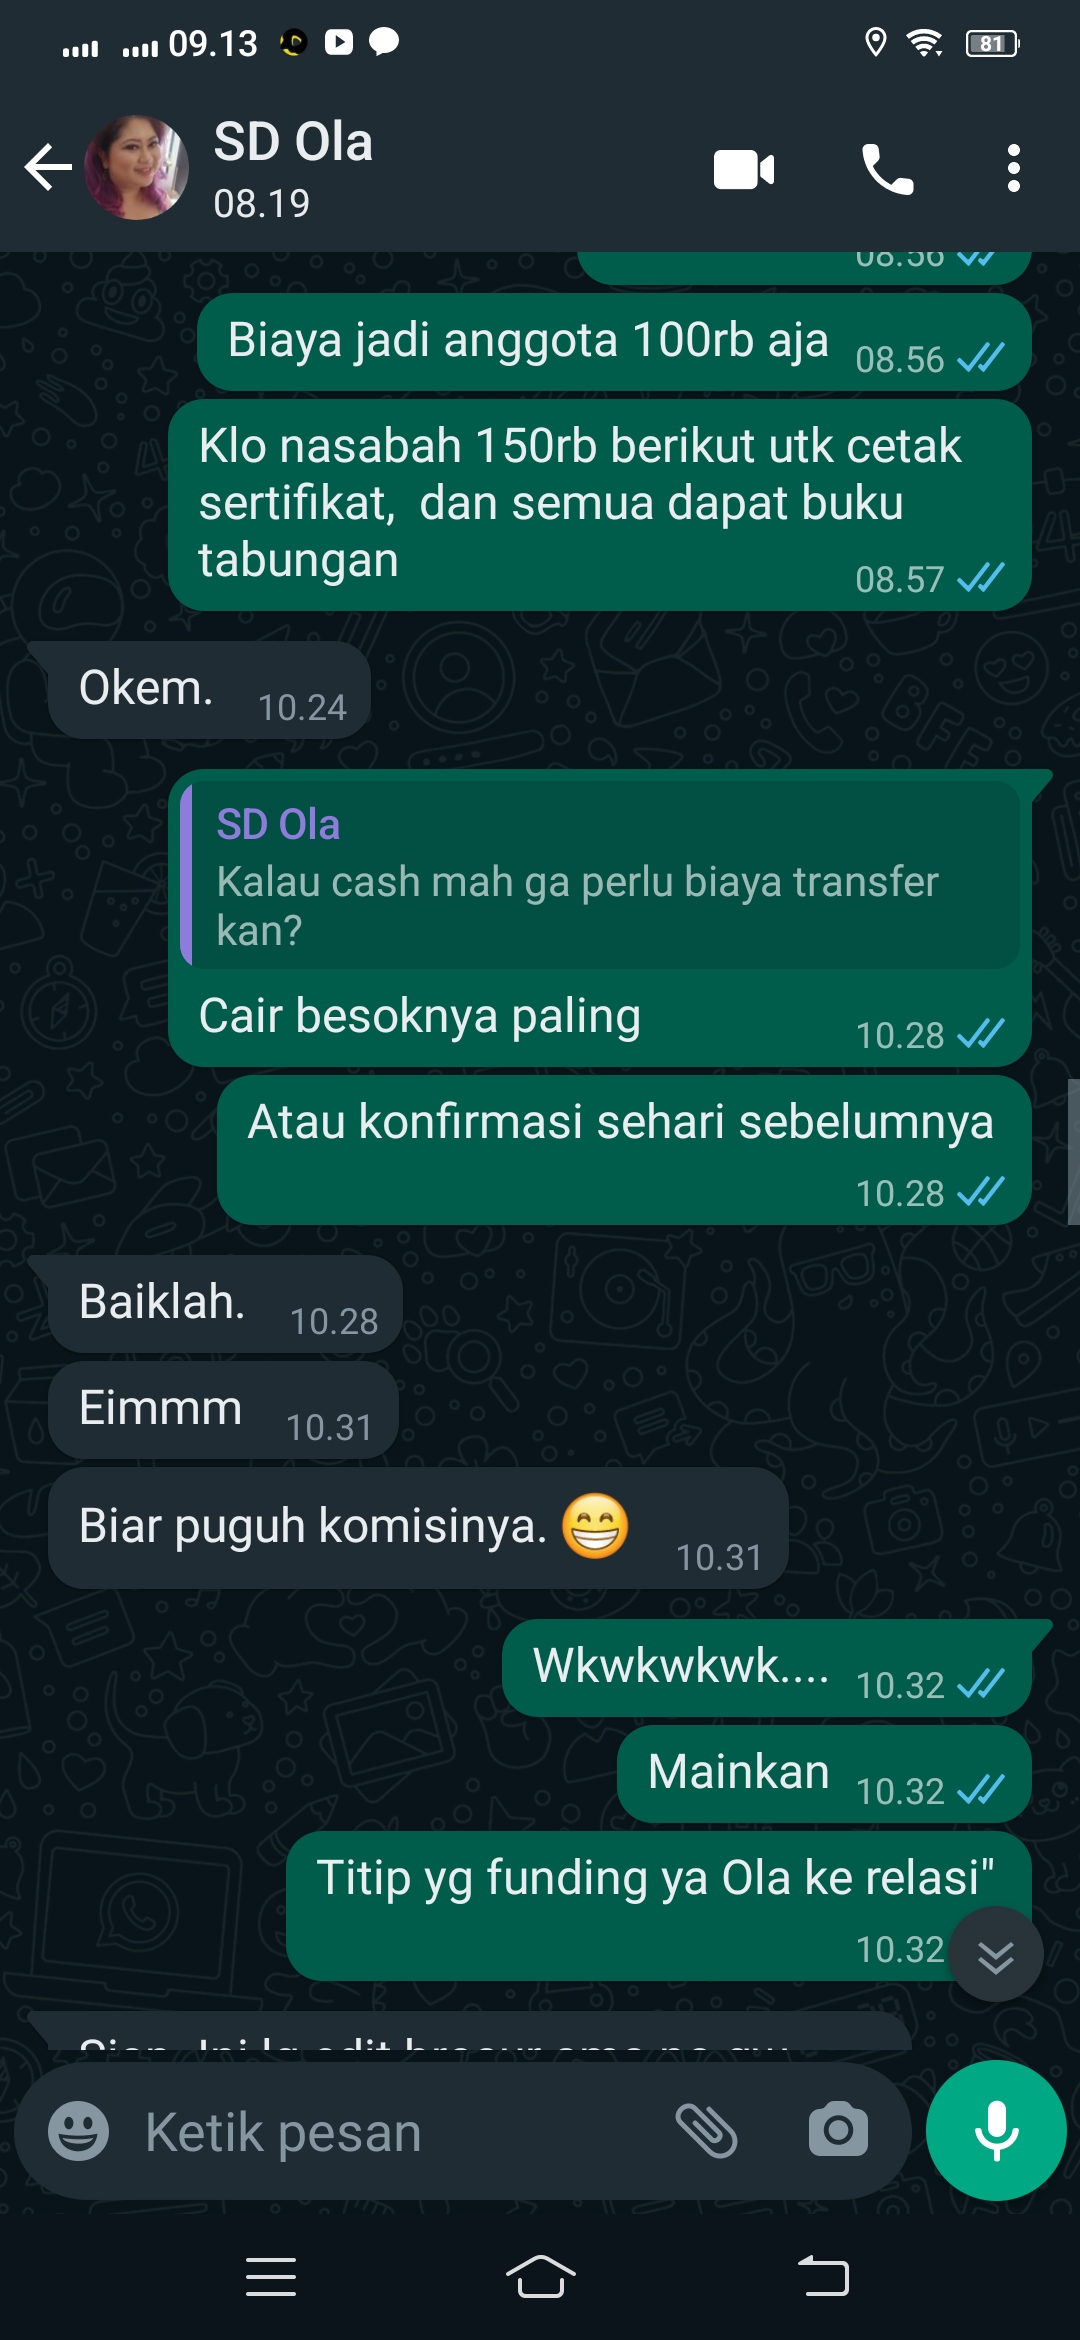 09.13
81
SD Ola
08.19
08.56
Biaya jadi anggota 100rb aja
08.56
Klo nasabah 150rb berikut utk cetak
sertifikat,  dan semua dapat buku
tabungan
08.57
Okem.
10.24
SD Ola
Kalau cash mah ga perlu biaya transfer
kan?
Cair besoknya paling
10.28
Atau konfirmasi sehari sebelumnya
10.28
Baiklah.
10.28
Eimmm
10.31
Biar puguh komisinya. 😁
10.31
Wkwkwkwk....
10.32
Mainkan
10.32
Titip yg funding ya Ola ke relasi"
10.32
Ketik pesan